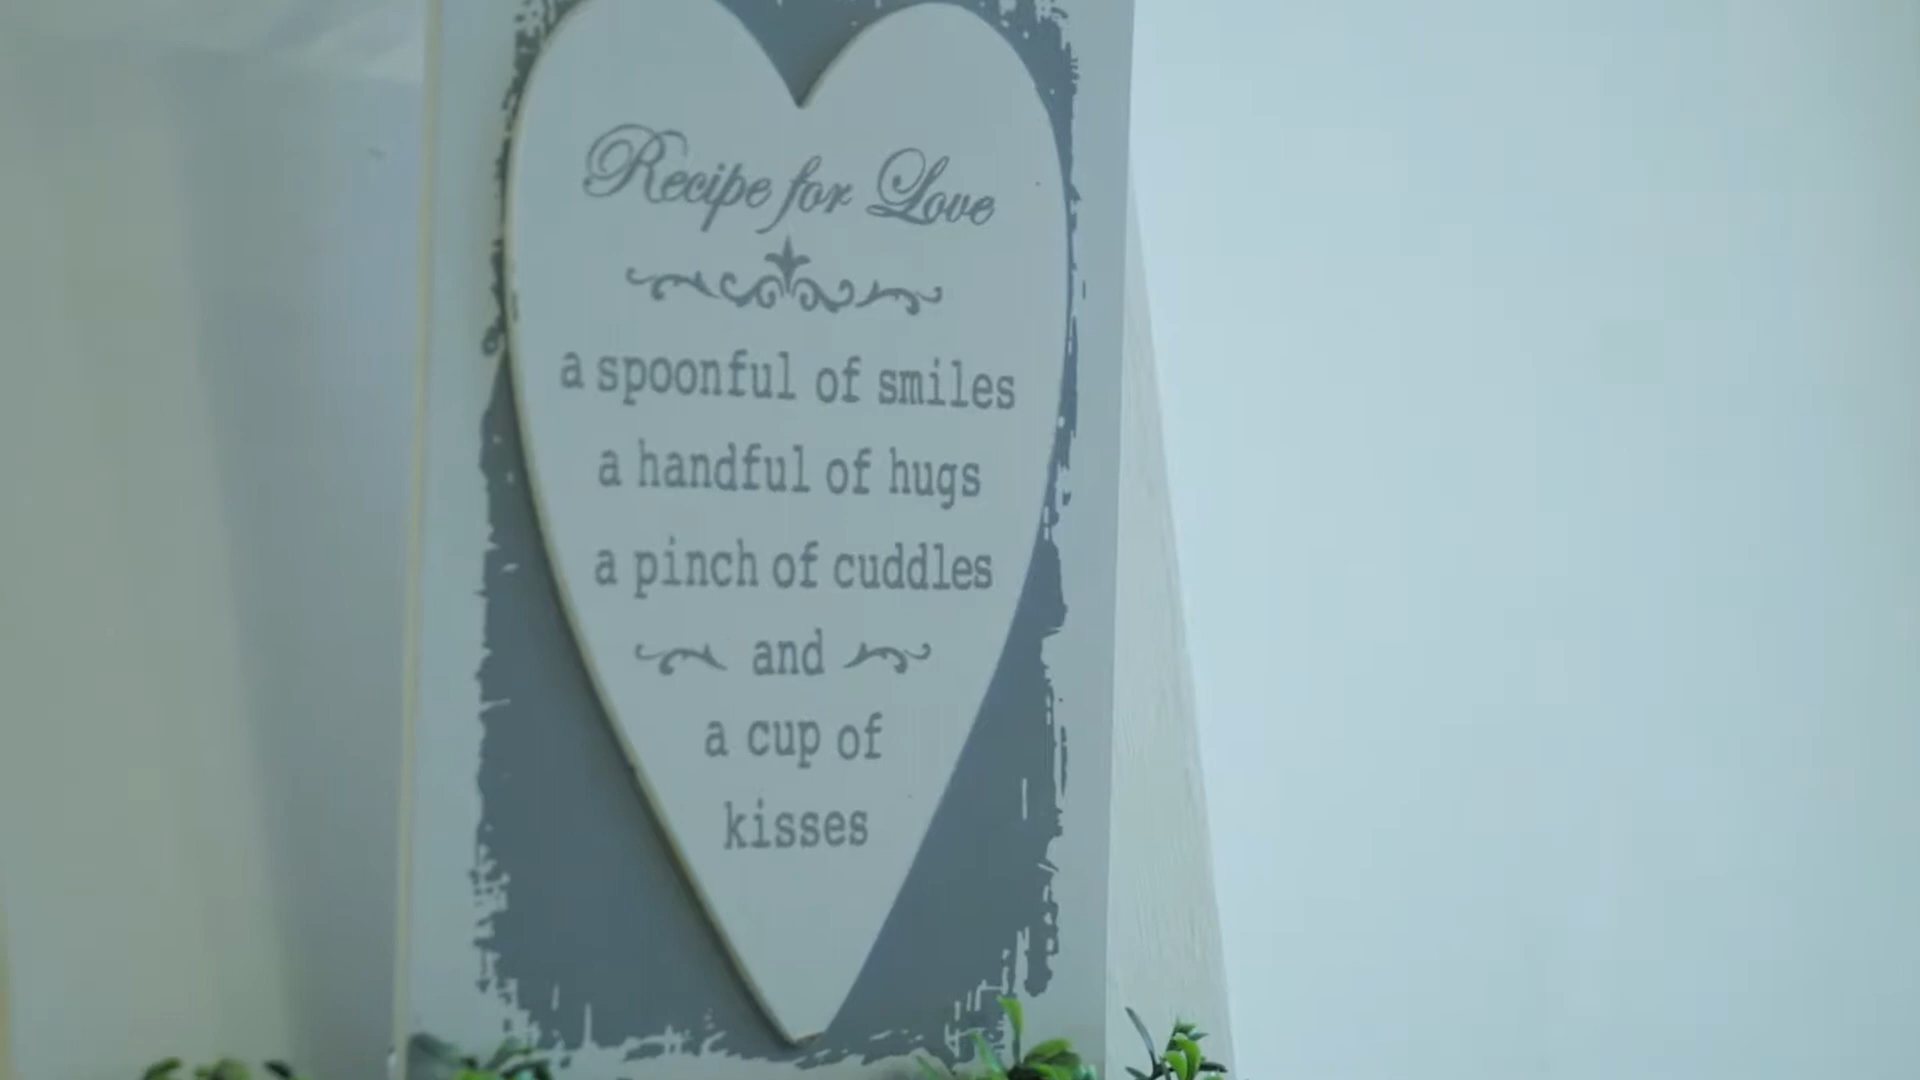 Recipe for Love
a spoonful of smiles
a handful of hugs
a pinch of cuddles
and
a cup of
kisses